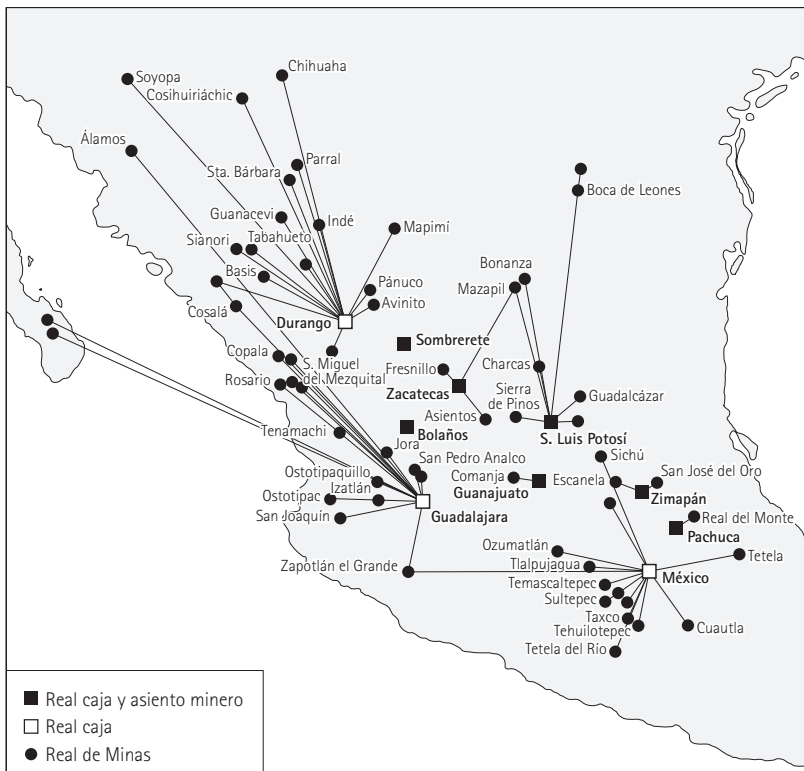 Chihuaha
Soyopa
Cosihuiriáchic
Álamos
Parral
Sta. Bárbara
Boca de Leones
Guanacevi
Indé
Mapimí
Sianori
Tabahueto
Bonanza
Basis
Pánuco
Mazapil
Avinito
Cosalá
Durango
Sombrerete
Copala
S. Miguel
del Mezquital
Fresnillo
Charcas
Rosario
Zacatecas
Sierra
de Pinos
Guadalcázar
Asientos
Tenamachi
Bolaños
S. Luis Potosí
Jora
Sichú
San Pedro Analco
Ostotipaquillo
Comanja
Escanela
San José del Oro
Izatlán
Guanajuato
Zimapán
Ostotipac
Guadalajara
San Joaquín
Real del Monte
Pachuca
Ozumatlán
Tetela
Zapotlán el Grande
Tlalpujagua
México
Temascaltepec
Sultepec
Taxco
Cuautla
Tehuilotepec
Tetela del Río
Real caja y asiento minero
Real caja
Real de Minas